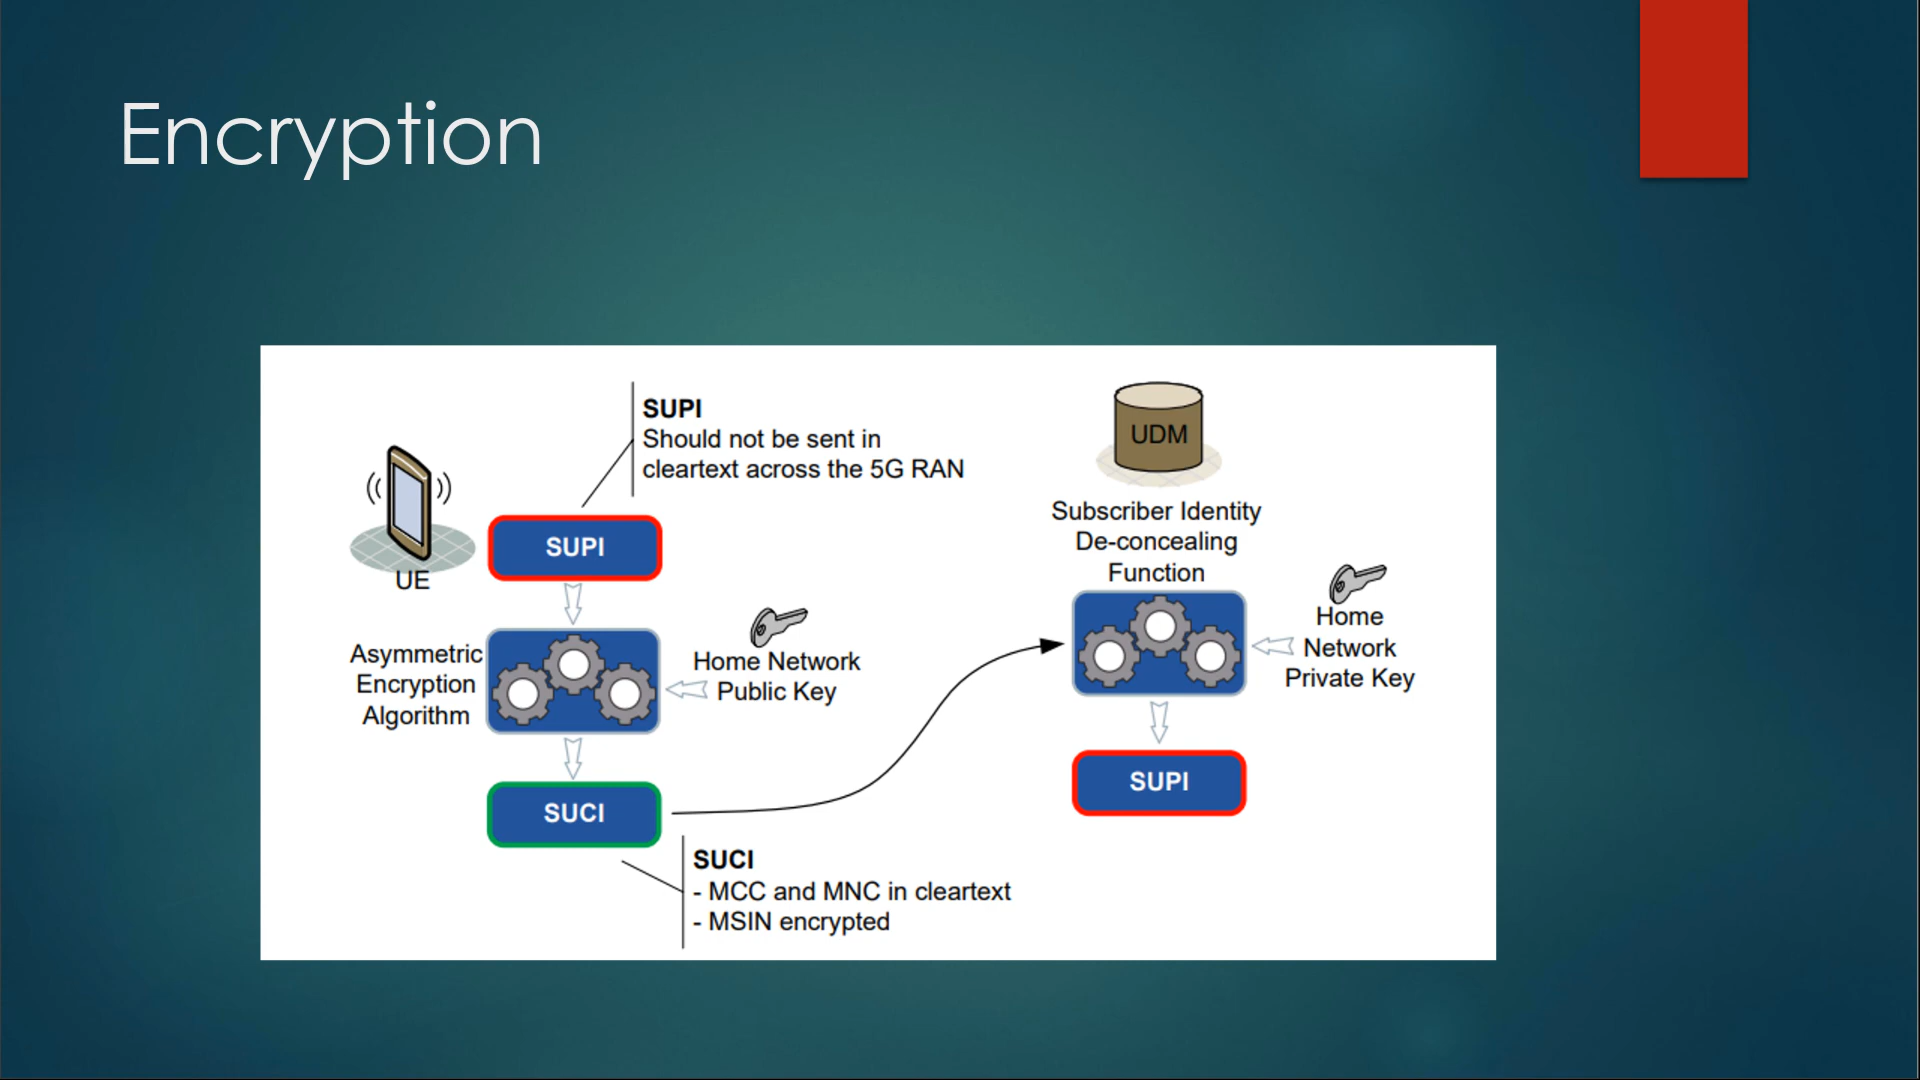 Encryption
SUPI
Should not be sent in
cleartext across the 5G RAN
UE
SUPI
Asymmetric
Encryption
Algorithm
Home Network
Public Key
SUCI
SUCI
- MCC and MNC in cleartext
- MSIN encrypted
UDM
Subscriber Identity
De-concealing
Function
Home
Network
Private Key
SUPI